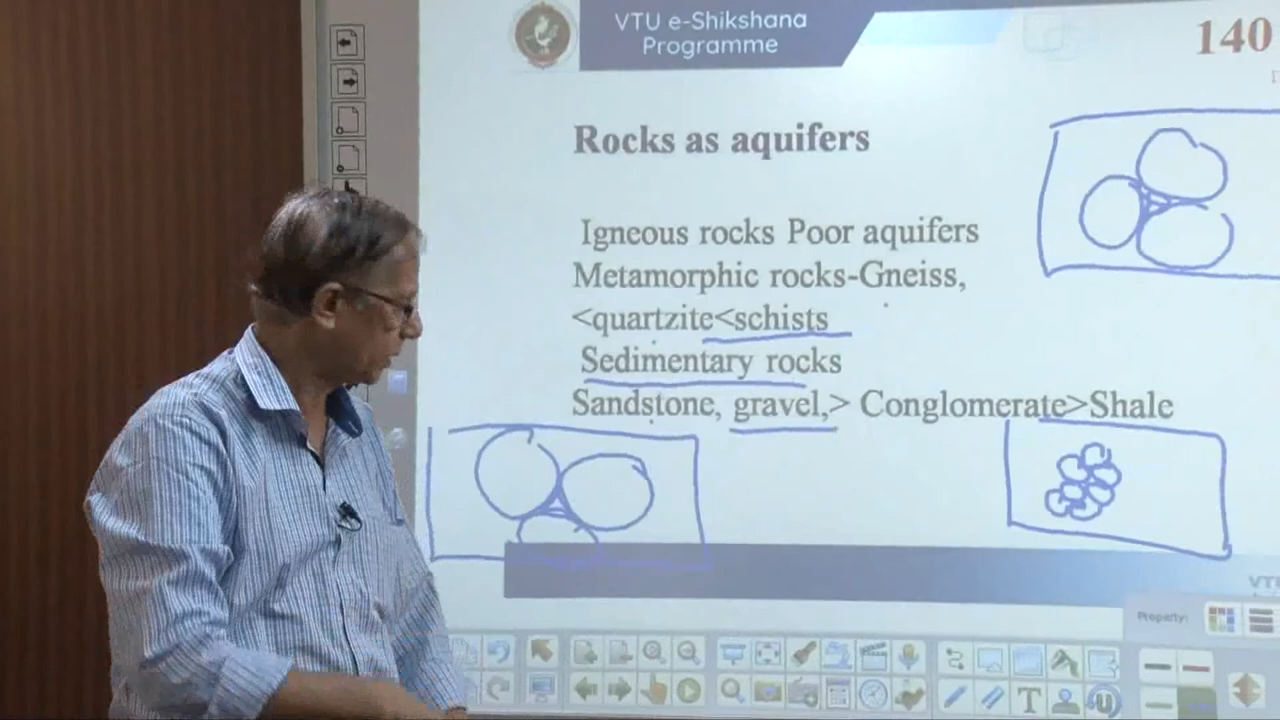 VTU e-Shikshana
Programme
140
Rocks as aquifers
Igneous rocks Poor aquifers
Metamorphic rocks-Gneiss,
<quartzite<schists
Sedimentary rocks
Sandstone, gravel,> Conglomerate>Shale
Property: